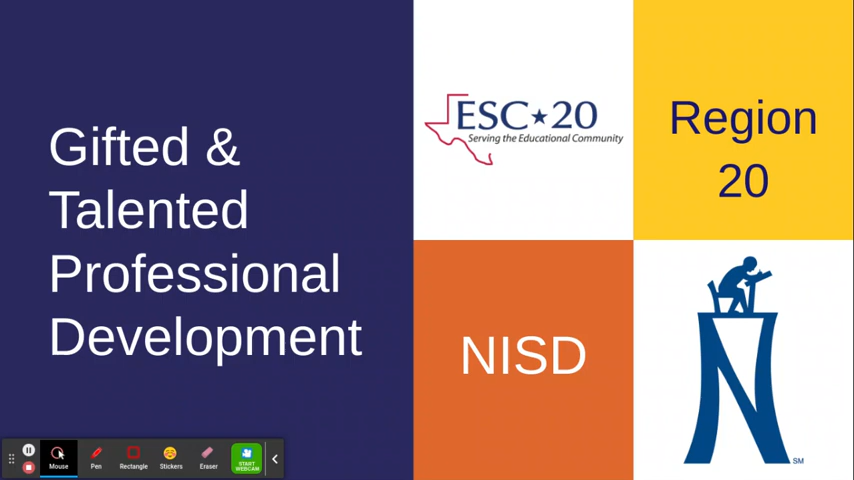 Gifted &
Talented
Professional
Development
ESC★20
Serving the Educational Community
Region
20
NISD
N
SM
Mouse
Pen
Rectangle
Stickers
Eraser
START
WEBCAM